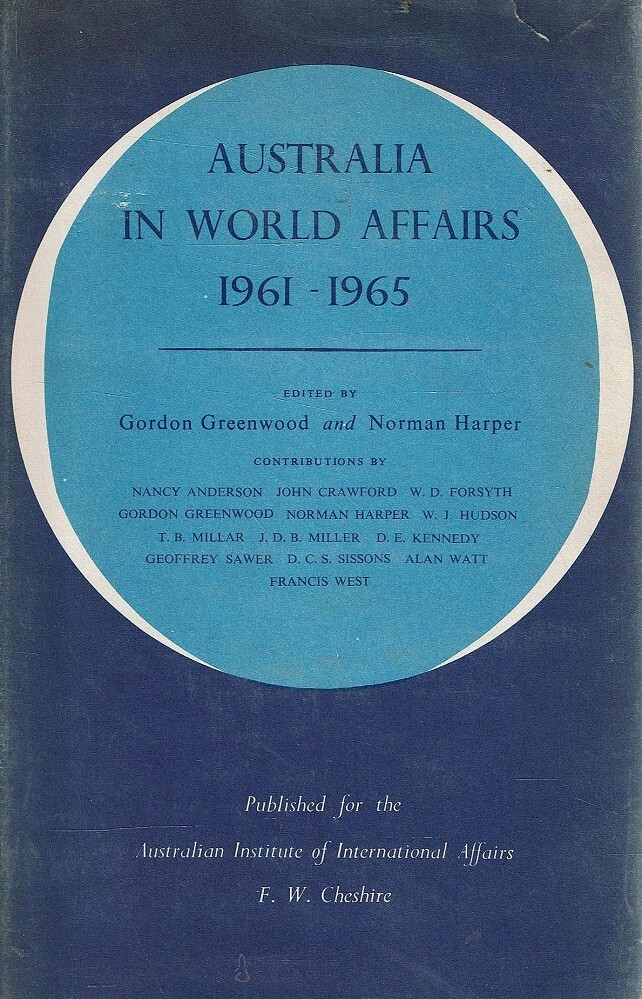 AUSTRALIA
IN WORLD AFFAIRS
1961 - 1965
EDITED BY
Gordon Greenwood and Norman Harper
CONTRIBUTIONS BY
NANCY ANDERSON JOHN CRAWFORD W. D. FORSYTH
GORDON GREENWOOD NORMAN HARPER W. J. HUDSON
T. B. MILLAR J. D. B. MILLER D. E. KENNEDY
GEOFFREY SAWER D. C. S. SISSONS ALAN WATT
FRANCIS WEST
Published for the
Australian Institute of International Affairs
F. W. Cheshire